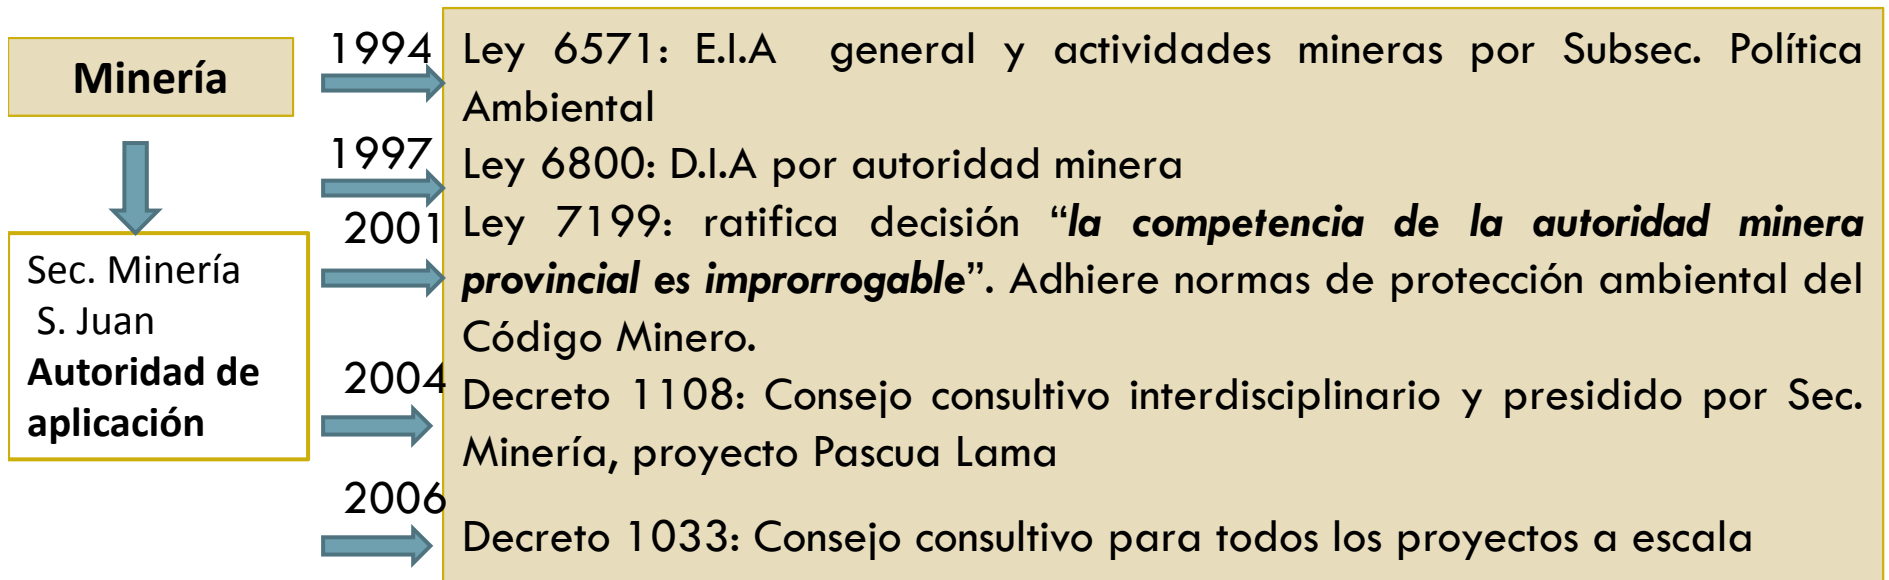 Minería
Sec. Minería
S. Juan
Autoridad de
aplicación
1994
Ley 6571: E.I.A general y actividades mineras por Subsec. Política
Ambiental
1997
Ley 6800: D.I.A por autoridad minera
2001
Ley 7199: ratifica decisión “la competencia de la autoridad minera
provincial es improrrogable”. Adhiere normas de protección ambiental del
Código Minero.
2004
Decreto 1108: Consejo consultivo interdisciplinario y presidido por Sec.
Minería, proyecto Pascua Lama
2006
Decreto 1033: Consejo consultivo para todos los proyectos a escala